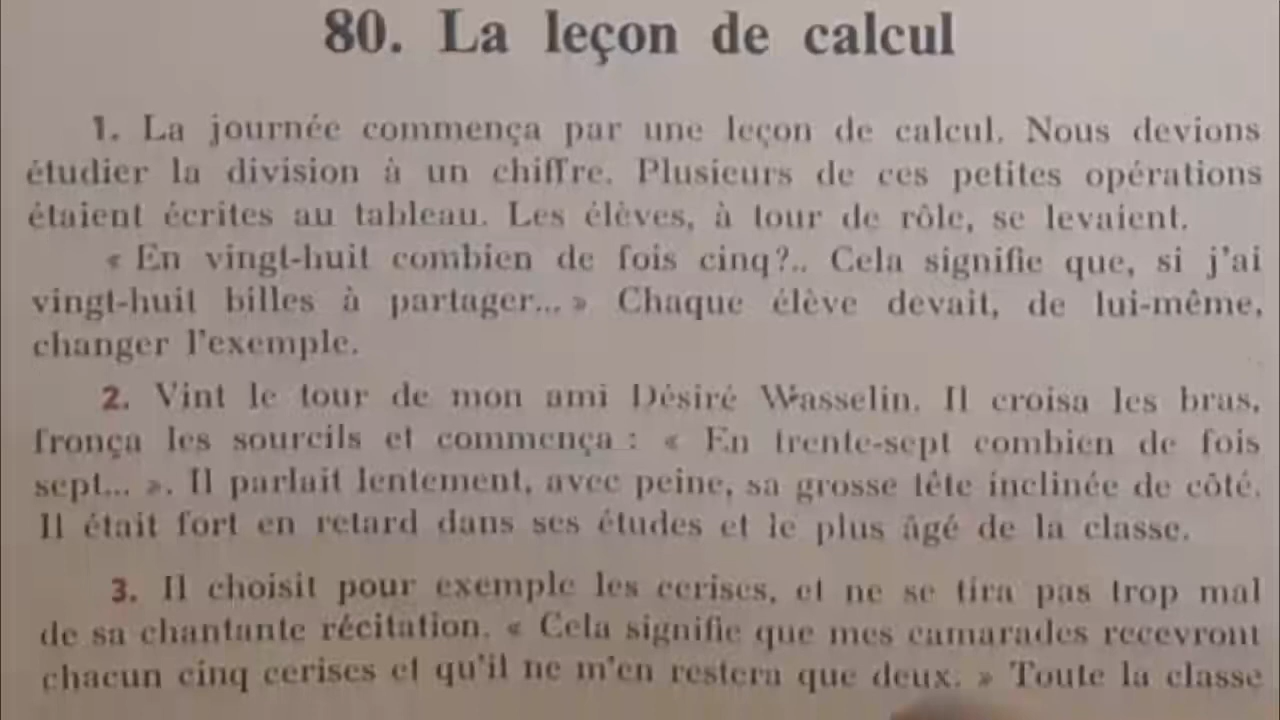 80. La leçon de calcul
1. La journée commença par une leçon de calcul. Nous devions
étudier la division à un chiffre. Plusieurs de ces petites opérations
étaient écrites au tableau. Les élèves, à tour de rôle, se levaient.
« En vingt-huit combien de fois cinq?.. Cela signifie que, si j'ai
vingt-huit billes à partager... » Chaque élève devait, de lui-même,
changer l'exemple.
2. Vint le tour de mon ami Désiré Wasselin. Il croisa les bras,
fronça les sourcils et commença : « En trente-sept combien de fois
sept... ». Il parlait lentement, avec peine, sa grosse tête inclinée de côté.
Il était fort en retard dans ses études et le plus âgé de la classe.
3. Il choisit pour exemple les cerises, et ne se tira pas trop mal
de sa chantante récitation. « Cela signifie que mes camarades recevront
chacun cinq cerises et qu'il ne m'en restera que deux. » Toute la classe